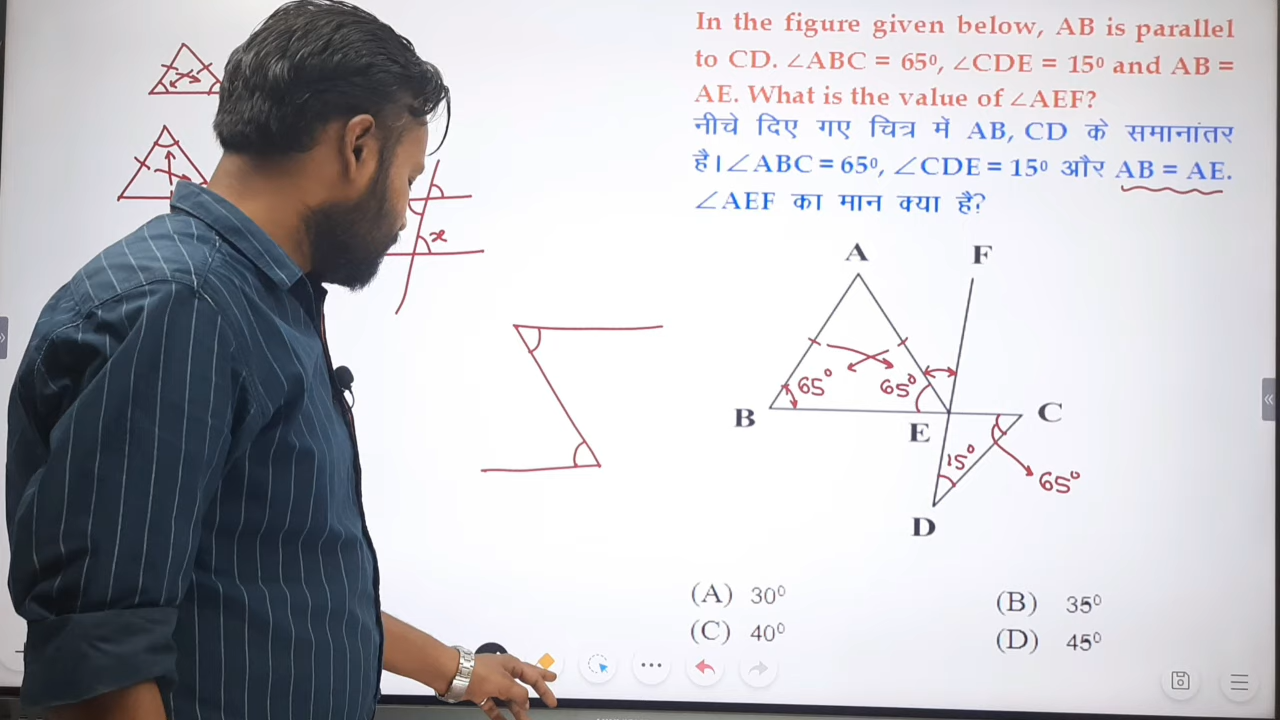 In the figure given below, AB is parallel
to CD. ∠ABC = 65⁰, ∠CDE = 15⁰ and AB =
AE. What is the value of ∠AEF?
नीचे दिए गए चित्र में AB, CD के समानांतर
है। ∠ABC = 65⁰, ∠CDE = 15⁰ और AB = AE.
∠AEF का मान क्या है?
x
A
F
65°
65°
B
E
C
15°
65°
D
(A) 30⁰
(B) 35⁰
(C) 40⁰
(D) 45⁰